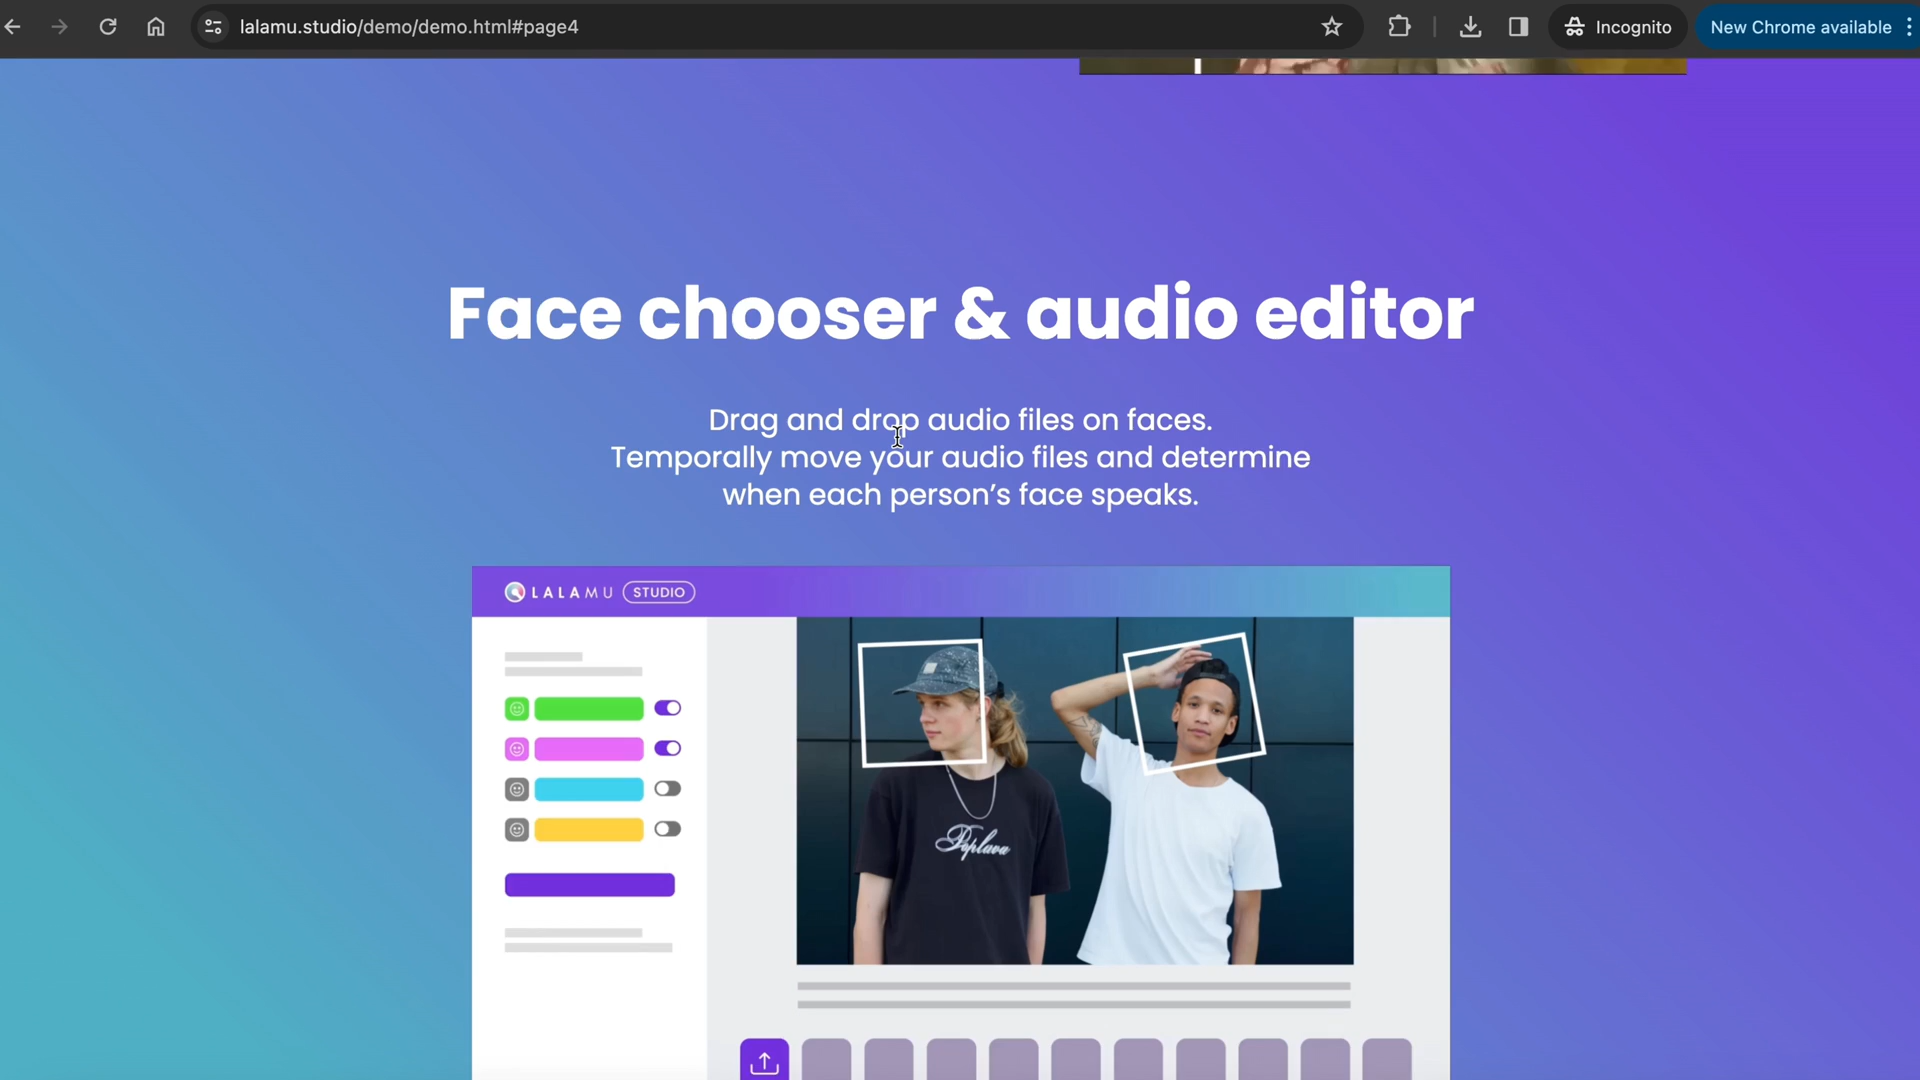 lalamu.studio/demo/demo.html#page4
Incognito
New Chrome available
Face chooser & audio editor
Drag and drop audio files on faces.
Temporally move your audio files and determine
when each person’s face speaks.
LALAMU STUDIO
Popluva